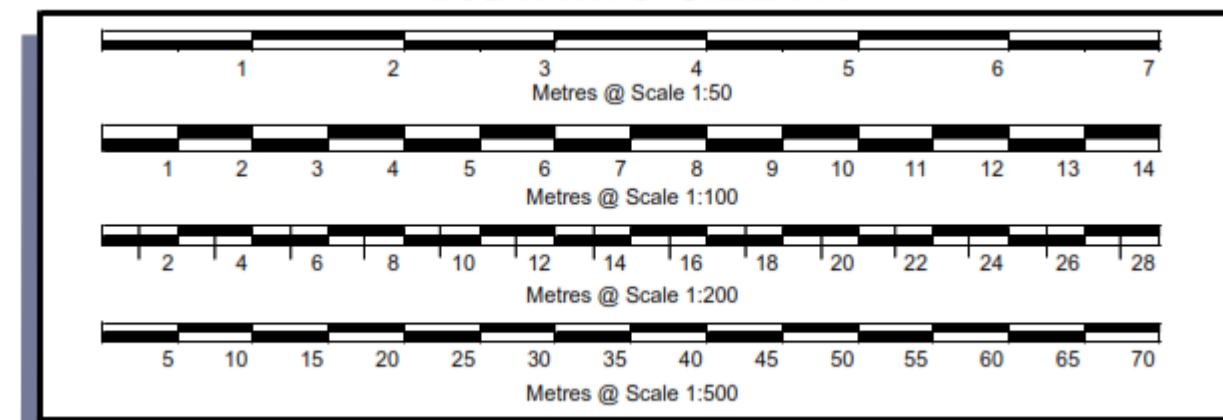 1 2 3 4 5 6 7
Metres @ Scale 1:50
1 2 3 4 5 6 7 8 9 10 11 12 13 14
Metres @ Scale 1:100
2 4 6 8 10 12 14 16 18 20 22 24 26 28
Metres @ Scale 1:200
5 10 15 20 25 30 35 40 45 50 55 60 65 70
Metres @ Scale 1:500